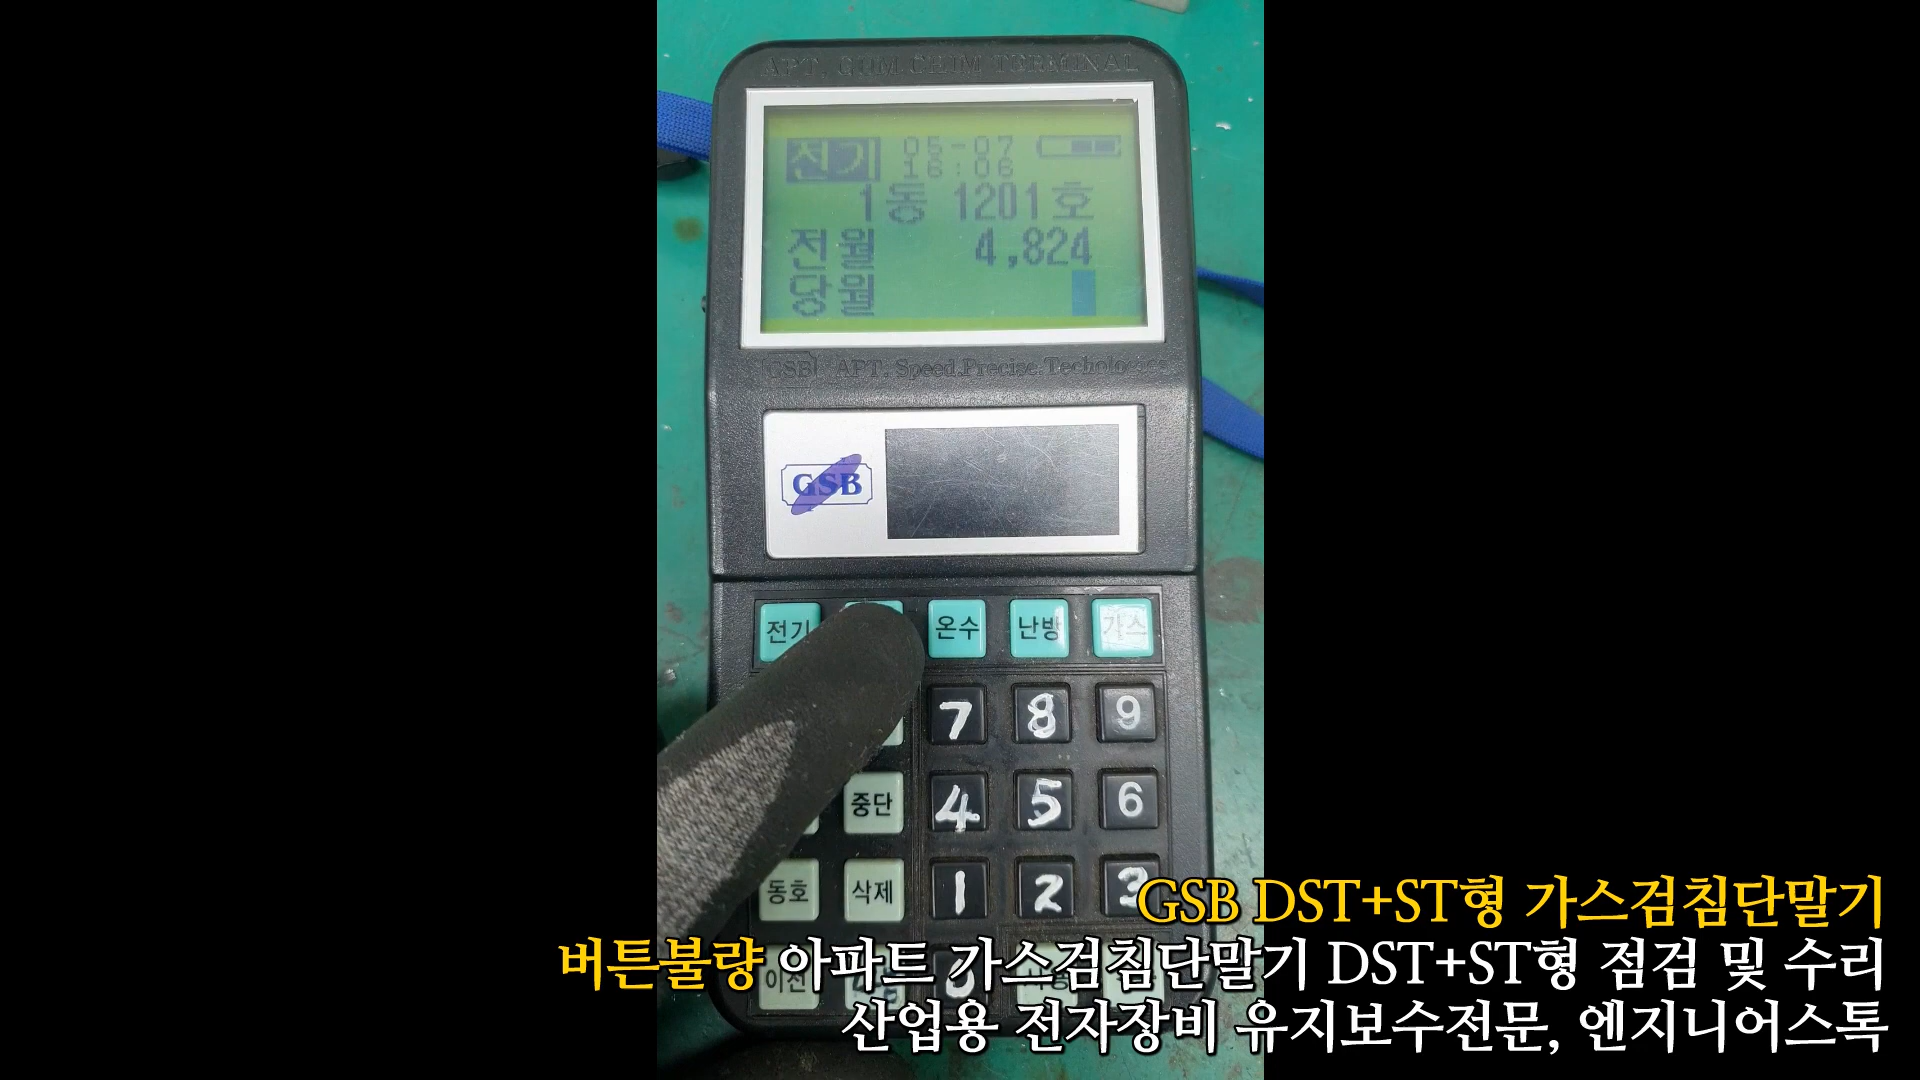 APT. GUM CHIM TERMINAL
전기 05-07
16:06
1동 1201호
전월 4,824
당월
GSB APT. Speed.Precize.Techologies
GSB
전기 온수 난방 가스
7 8 9
중단 4 5 6
동호 삭제 1 2 3
이전 0
GSB DST+ST형 가스검침단말기
버튼불량 아파트 가스검침단말기 DST+ST형 점검 및 수리
산업용 전자장비 유지보수전문, 엔지니어스톡